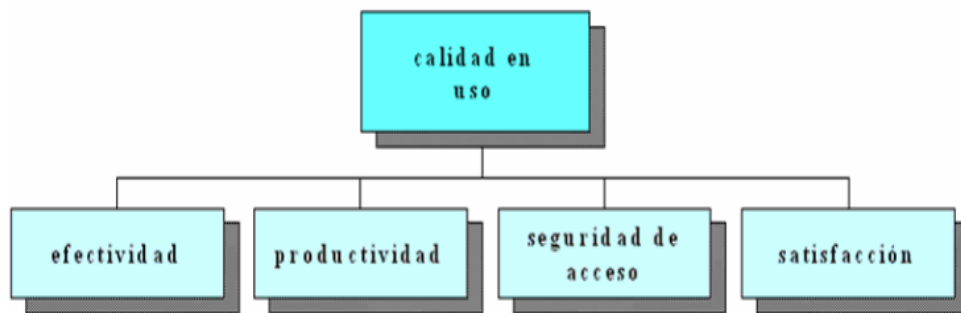 calidad en
uso
efectividad
productividad
seguridad de
acceso
satisfacción